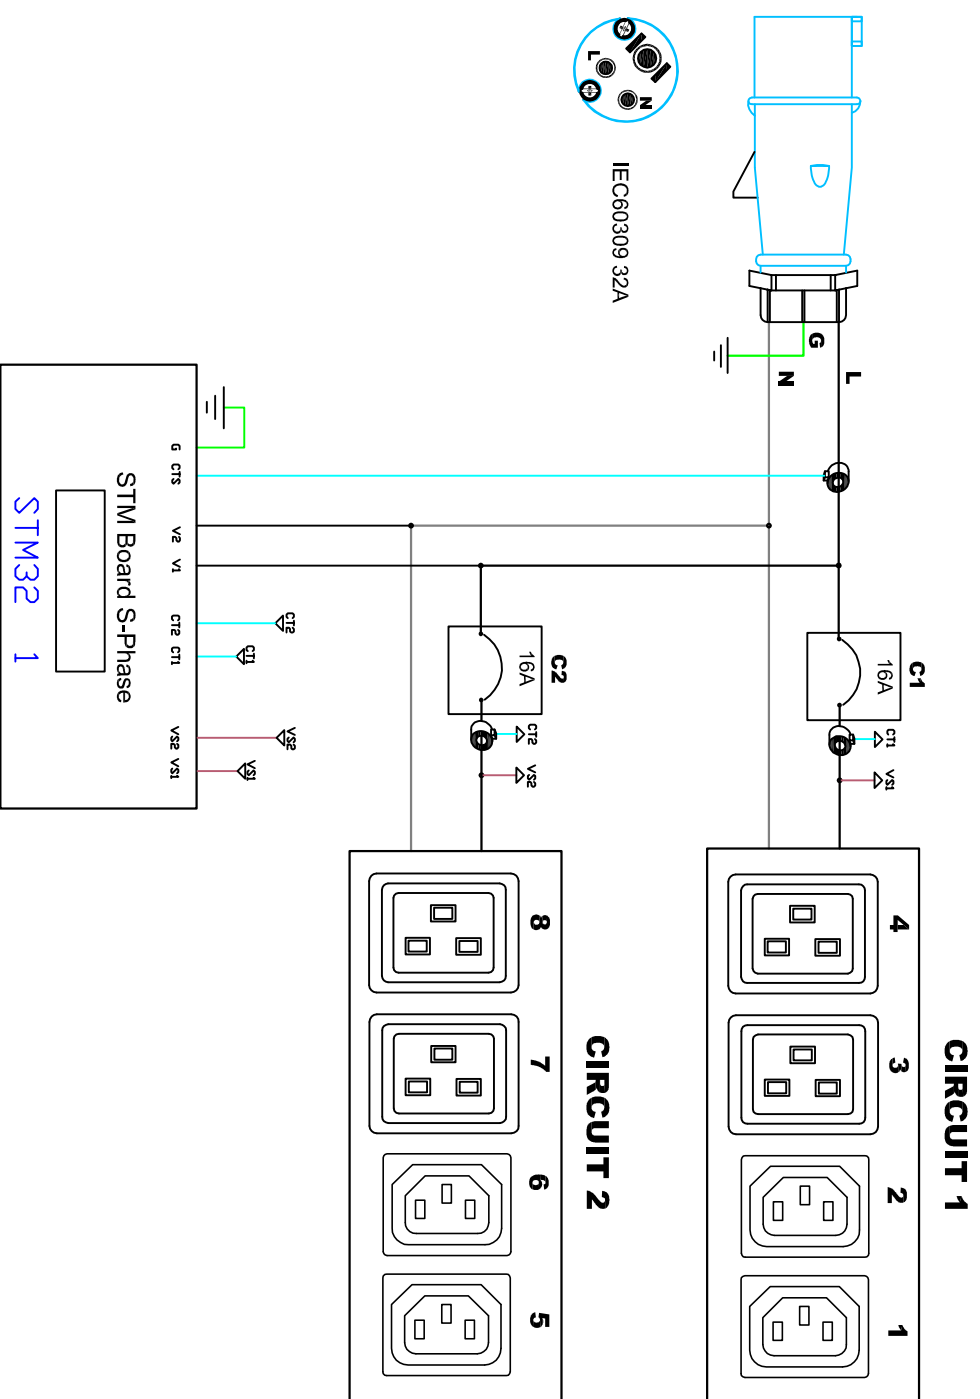 IEC60309 32A
L
N
G
N
L
G
CTS
V2
V1
CT2
CT1
VS2
VS1
STM Board S-Phase
STM32 1
CT2
CT1
VS2
VS1
C2
16A
CT2
VS2
C1
16A
CT1
VS1
CIRCUIT 1
4
3
2
1
CIRCUIT 2
8
7
6
5